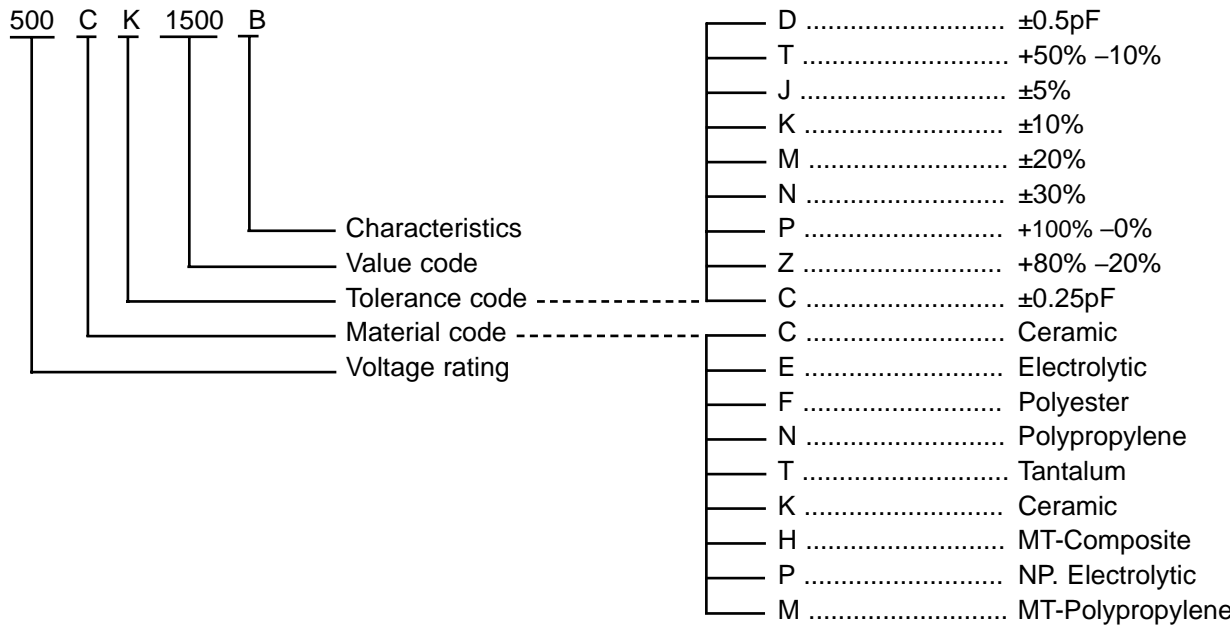 500 C K 1500 B
Characteristics
Value code
Tolerance code
Material code
Voltage rating
D ............................ ±0.5pF
T ............................ +50% –10%
J ............................ ±5%
K ............................ ±10%
M ............................ ±20%
N ............................ ±30%
P ............................ +100% –0%
Z ............................ +80% –20%
C ............................ ±0.25pF
C ............................ Ceramic
E ............................ Electrolytic
F ............................ Polyester
N ............................ Polypropylene
T ............................ Tantalum
K ............................ Ceramic
H ............................ MT-Composite
P ............................ NP. Electrolytic
M ............................ MT-Polypropylene